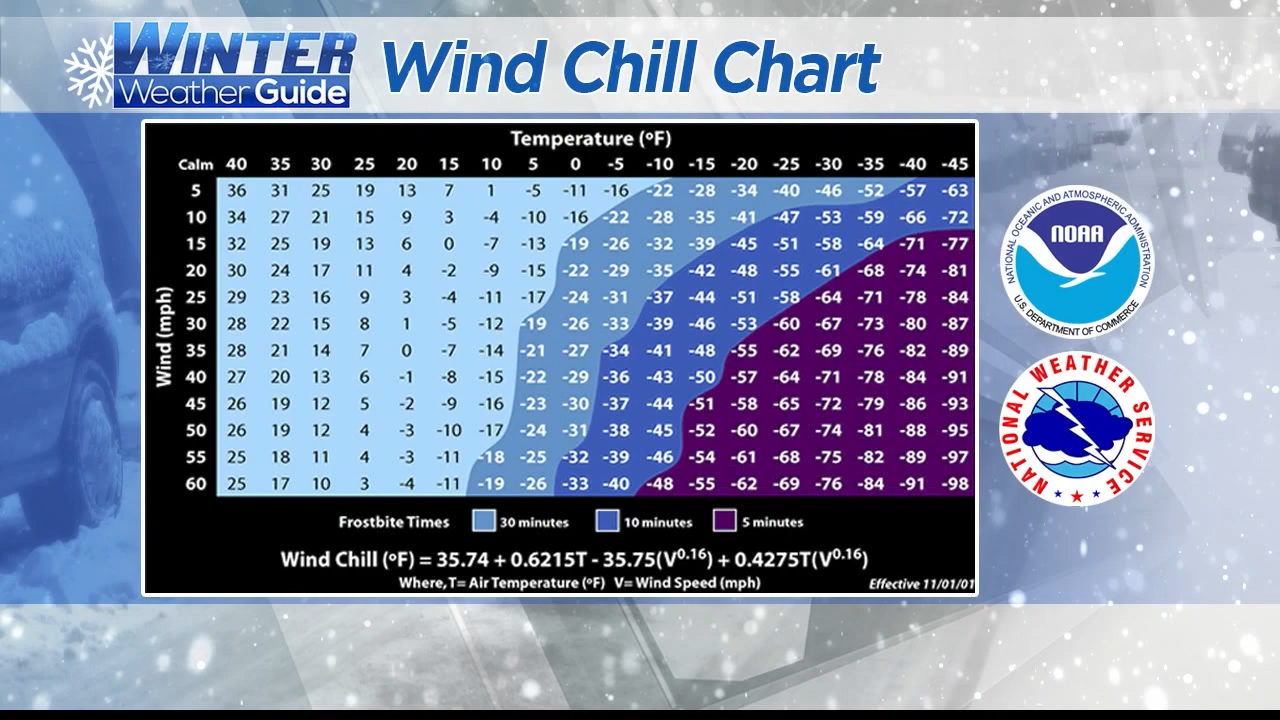 WINTER
Weather Guide
Wind Chill Chart
Temperature (ºF)
Calm 40 35 30 25 20 15 10 5 0 -5 -10 -15 -20 -25 -30 -35 -40 -45
5 36 31 25 19 13 7 1 -5 -11 -16 -22 -28 -34 -40 -46 -52 -57 -63
10 34 27 21 15 9 3 -4 -10 -16 -22 -28 -35 -41 -47 -53 -59 -66 -72
15 32 25 19 13 6 0 -7 -13 -19 -26 -32 -39 -45 -51 -58 -64 -71 -77
20 30 24 17 11 4 -2 -9 -15 -22 -29 -35 -42 -48 -55 -61 -68 -74 -81
25 29 23 16 9 3 -4 -11 -17 -24 -31 -37 -44 -51 -58 -64 -71 -78 -84
30 28 22 15 8 1 -5 -12 -19 -26 -33 -39 -46 -53 -60 -67 -73 -80 -87
35 28 21 14 7 0 -7 -14 -21 -27 -34 -41 -48 -55 -62 -69 -76 -82 -89
40 27 20 13 6 -1 -8 -15 -22 -29 -36 -43 -50 -57 -64 -71 -78 -84 -91
45 26 19 12 5 -2 -9 -16 -23 -30 -37 -44 -51 -58 -65 -72 -79 -86 -93
50 26 19 12 4 -3 -10 -17 -24 -31 -38 -45 -52 -60 -67 -74 -81 -88 -95
55 25 18 11 4 -3 -11 -18 -25 -32 -39 -46 -54 -61 -68 -75 -82 -89 -97
60 25 17 10 3 -4 -11 -19 -26 -33 -40 -48 -55 -62 -69 -76 -84 -91 -98
Wind (mph)
Frostbite Times 30 minutes 10 minutes 5 minutes
Wind Chill (ºF) = 35.74 + 0.6215T - 35.75(V^0.16) + 0.4275T(V^0.16)
Where, T= Air Temperature (ºF) V= Wind Speed (mph)
Effective 11/01/01
NATIONAL OCEANIC AND ATMOSPHERIC ADMINISTRATION
NOAA
U.S. DEPARTMENT OF COMMERCE
NATIONAL WEATHER SERVICE